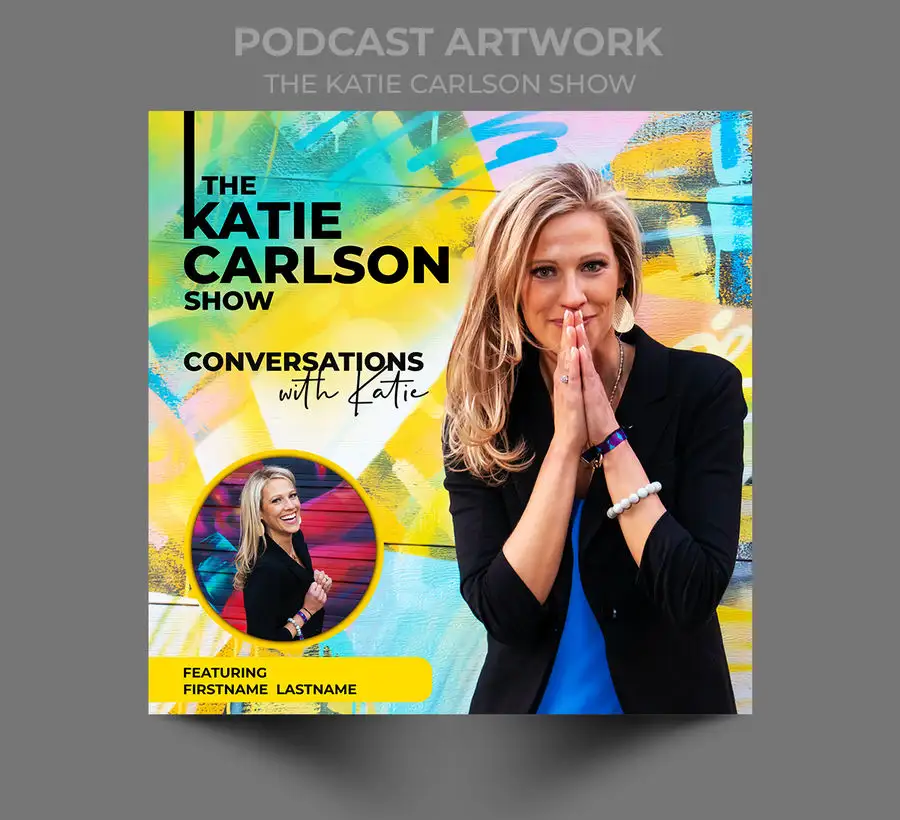 PODCAST ARTWORK
THE KATIE CARLSON SHOW
THE
KATIE
CARLSON
SHOW
CONVERSATIONS
with Katie
FEATURING
FIRSTNAME LASTNAME